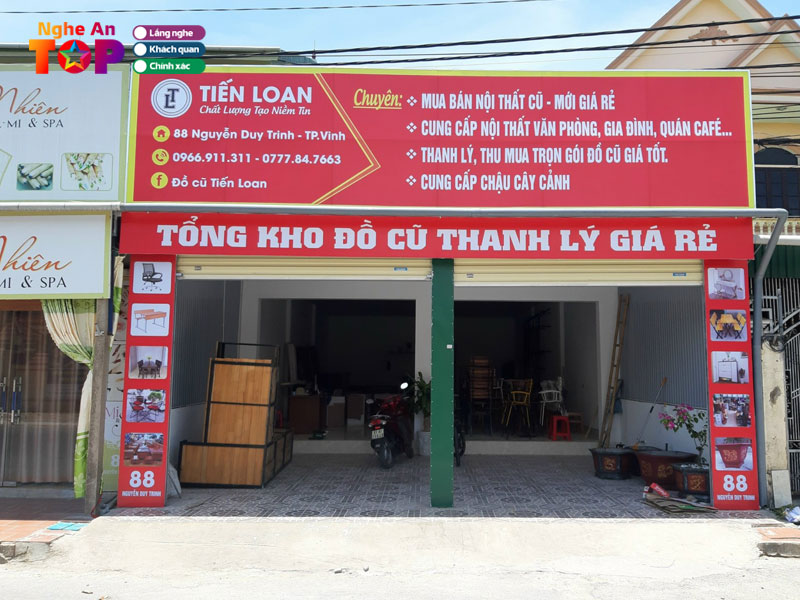 Nghe An
TOP
Lắng nghe
Khách quan
Chính xác
Nhiên
MI & SPA
Nhiên
MI & SPA
LT
TIẾN LOAN
Chất Lượng Tạo Niềm Tin
88 Nguyễn Duy Trinh - TP.Vinh
0966.911.311 - 0777.84.7663
f Đồ cũ Tiến Loan
Chuyên:
❖ MUA BÁN NỘI THẤT CŨ - MỚI GIÁ RẺ
❖ CUNG CẤP NỘI THẤT VĂN PHÒNG, GIA ĐÌNH, QUÁN CAFÉ...
❖ THANH LÝ, THU MUA TRỌN GÓI ĐỒ CŨ GIÁ TỐT.
❖ CUNG CẤP CHẬU CÂY CẢNH
TỔNG KHO ĐỒ CŨ THANH LÝ GIÁ RẺ
88
NGUYỄN DUY TRINH
88
NGUYỄN DUY TRINH